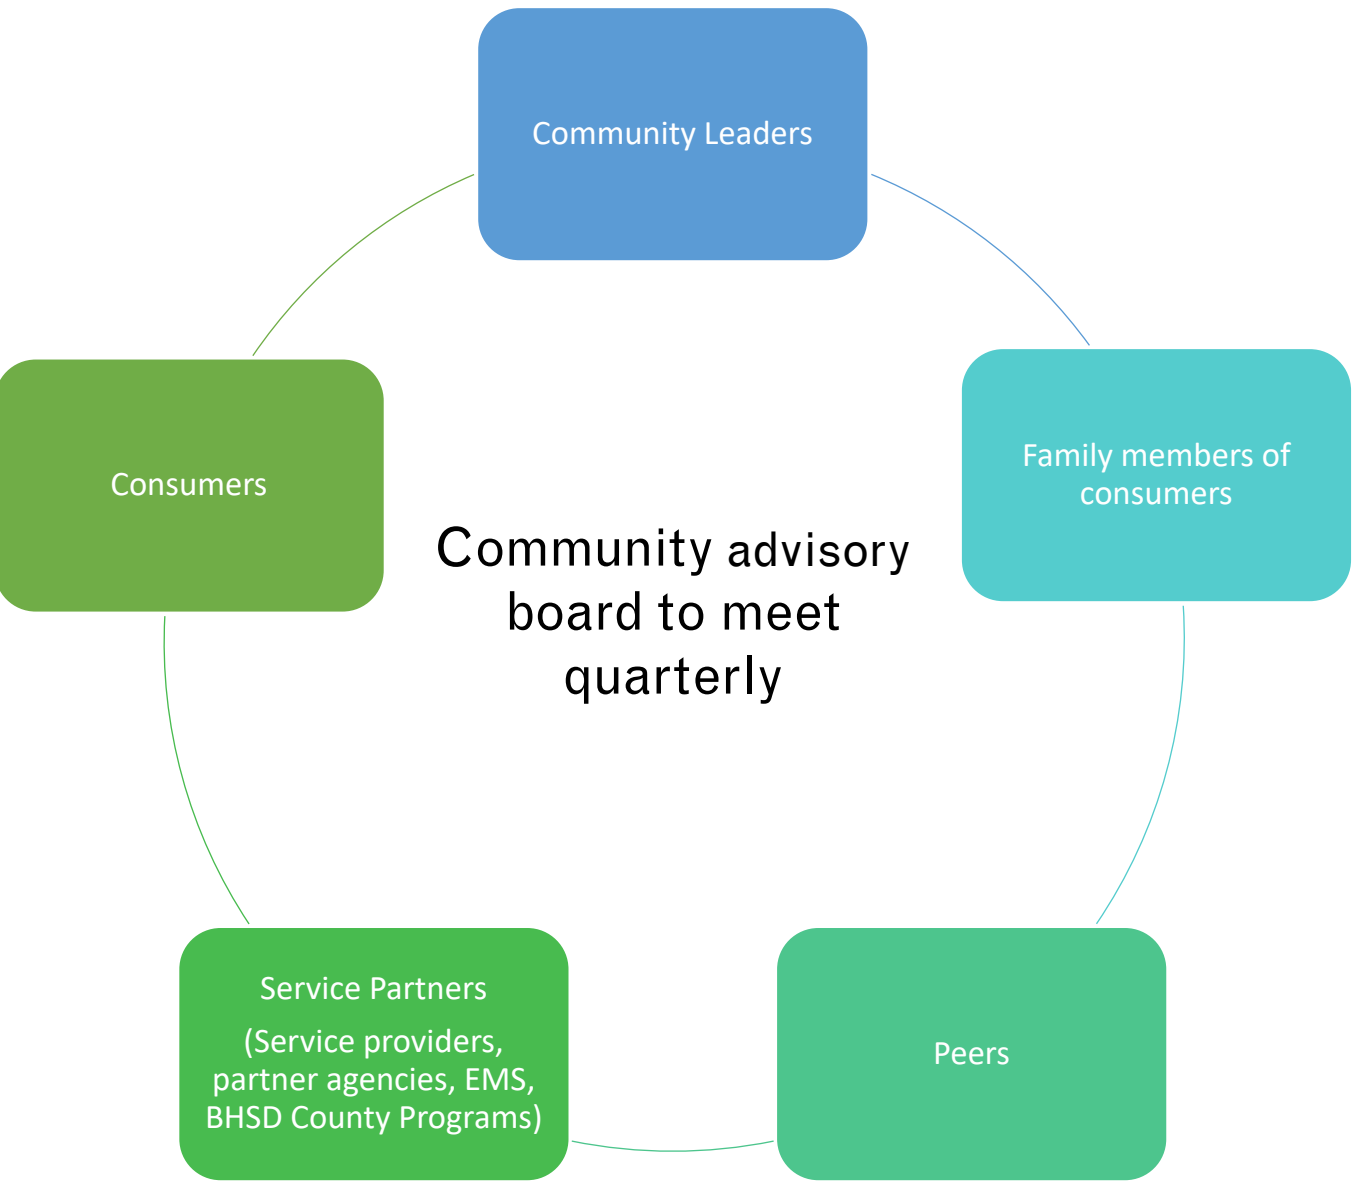 Community Leaders
Family members of
consumers
Consumers
Community advisory
board to meet
quarterly
Service Partners
(Service providers,
partner agencies, EMS,
BHSD County Programs)
Peers